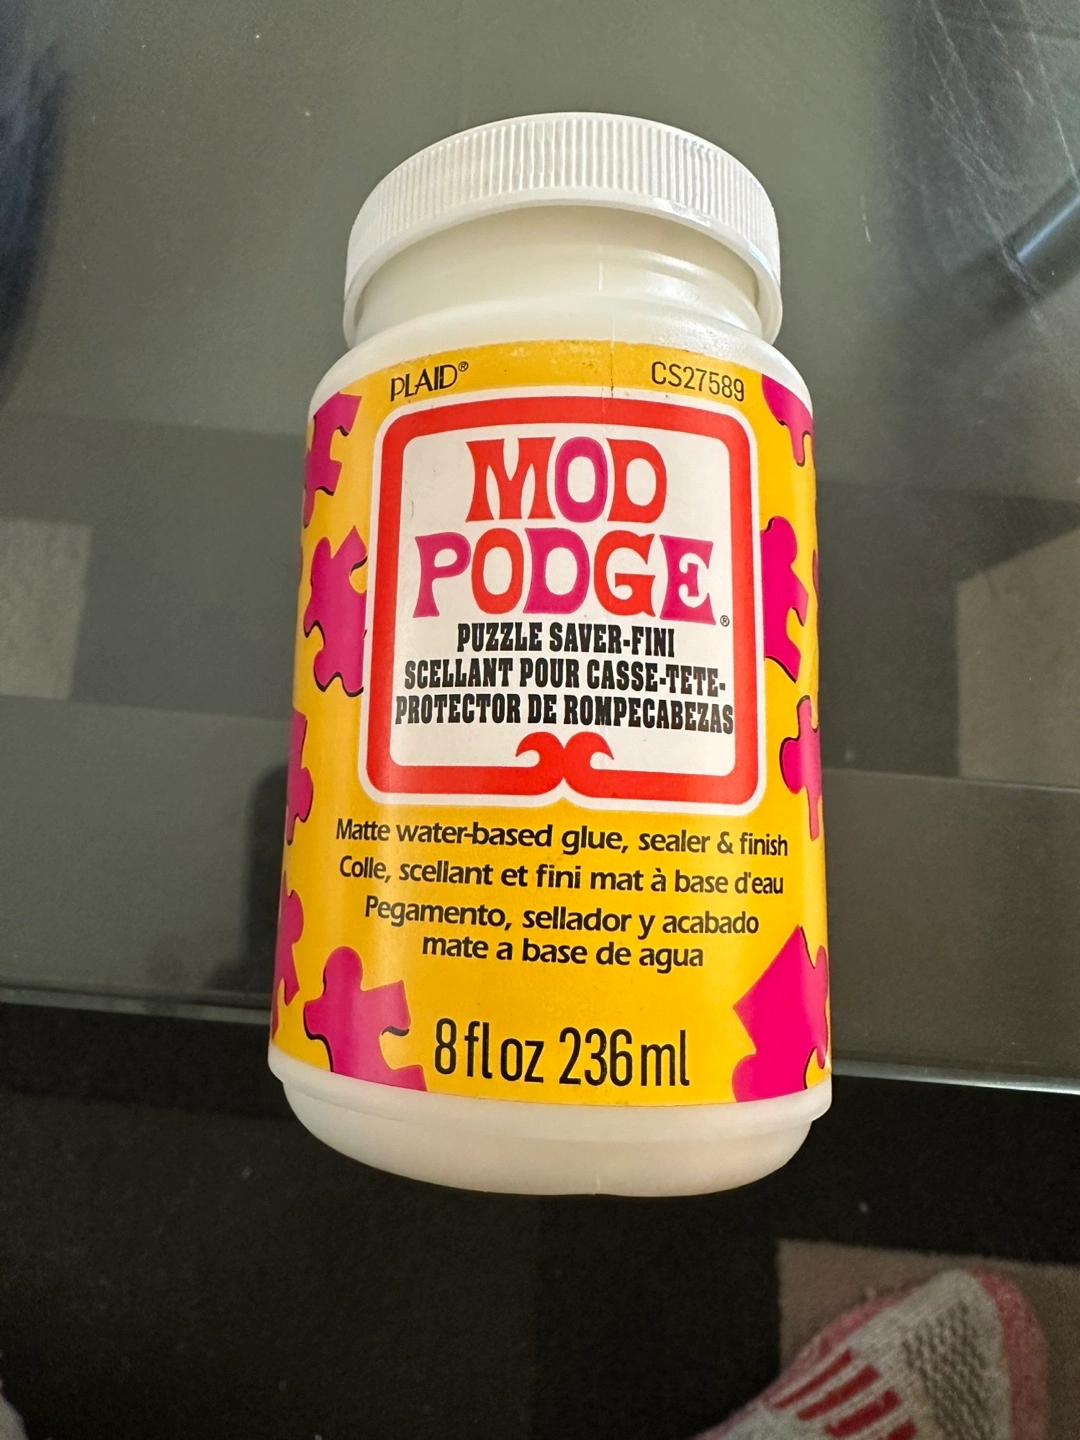 PLAID®
CS27589
MOD
PODGE®
PUZZLE SAVER-FINI
SCELLANT POUR CASSE-TETE-
PROTECTOR DE ROMPECABEZAS
Matte water-based glue, sealer & finish
Colle, scellant et fini mat à base d'eau
Pegamento, sellador y acabado
mate a base de agua
8 fl oz 236 ml